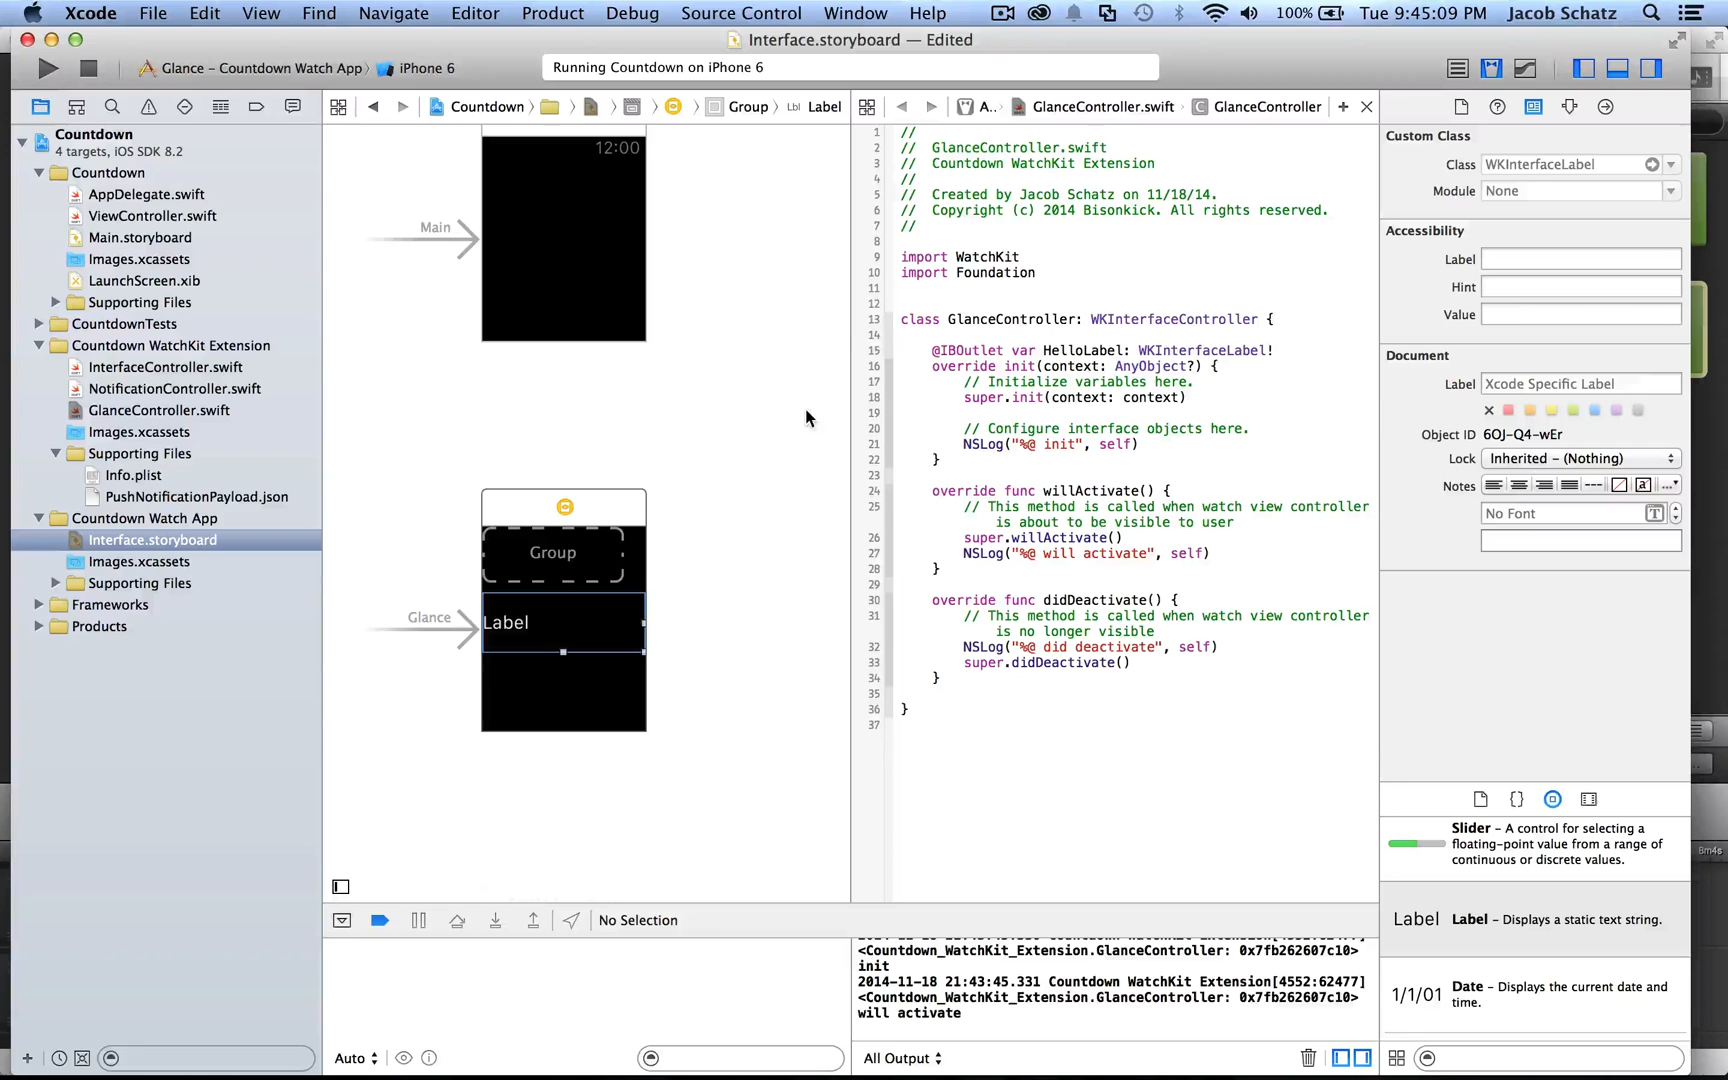 Xcode File Edit View Find Navigate Editor Product Debug Source Control Window Help 100% Tue 9:45:09 PM Jacob Schatz
Interface.storyboard — Edited
Glance – Countdown Watch App iPhone 6 Running Countdown on iPhone 6
Countdown
4 targets, iOS SDK 8.2
Countdown
AppDelegate.swift
ViewController.swift
Main.storyboard
Images.xcassets
LaunchScreen.xib
Supporting Files
CountdownTests
Countdown WatchKit Extension
InterfaceController.swift
NotificationController.swift
GlanceController.swift
Images.xcassets
Supporting Files
Info.plist
PushNotificationPayload.json
Countdown Watch App
Interface.storyboard
Images.xcassets
Supporting Files
Frameworks
Products
Countdown Group Lbl Label
12:00
Main
Group
Glance
Label
A.. GlanceController.swift C GlanceController
1 //
2 // GlanceController.swift
3 // Countdown WatchKit Extension
4 //
5 // Created by Jacob Schatz on 11/18/14.
6 // Copyright (c) 2014 Bisonkick. All rights reserved.
7 //
8
9 import WatchKit
10 import Foundation
11
12
13 class GlanceController: WKInterfaceController {
14
15 @IBOutlet var HelloLabel: WKInterfaceLabel!
16 override init(context: AnyObject?) {
17 // Initialize variables here.
18 super.init(context: context)
19
20 // Configure interface objects here.
21 NSLog("%@ init", self)
22 }
23
24 override func willActivate() {
25 // This method is called when watch view controller
is about to be visible to user
26 super.willActivate()
27 NSLog("%@ will activate", self)
28 }
29
30 override func didDeactivate() {
31 // This method is called when watch view controller
is no longer visible
32 NSLog("%@ did deactivate", self)
33 super.didDeactivate()
34 }
35
36 }
37
Custom Class
Class WKInterfaceLabel
Module None
Accessibility
Label
Hint
Value
Document
Label Xcode Specific Label
Object ID 6OJ-Q4-wEr
Lock Inherited – (Nothing)
Notes
No Font
Slider – A control for selecting a
floating-point value from a range of
continuous or discrete values.
Label Label – Displays a static text string.
1/1/01 Date – Displays the current date and
time.
No Selection
<Countdown_WatchKit_Extension.GlanceController: 0x7fb262607c10>
init
2014-11-18 21:43:45.331 Countdown WatchKit Extension[4552:62477]
<Countdown_WatchKit_Extension.GlanceController: 0x7fb262607c10>
will activate
Auto
All Output
8m4s